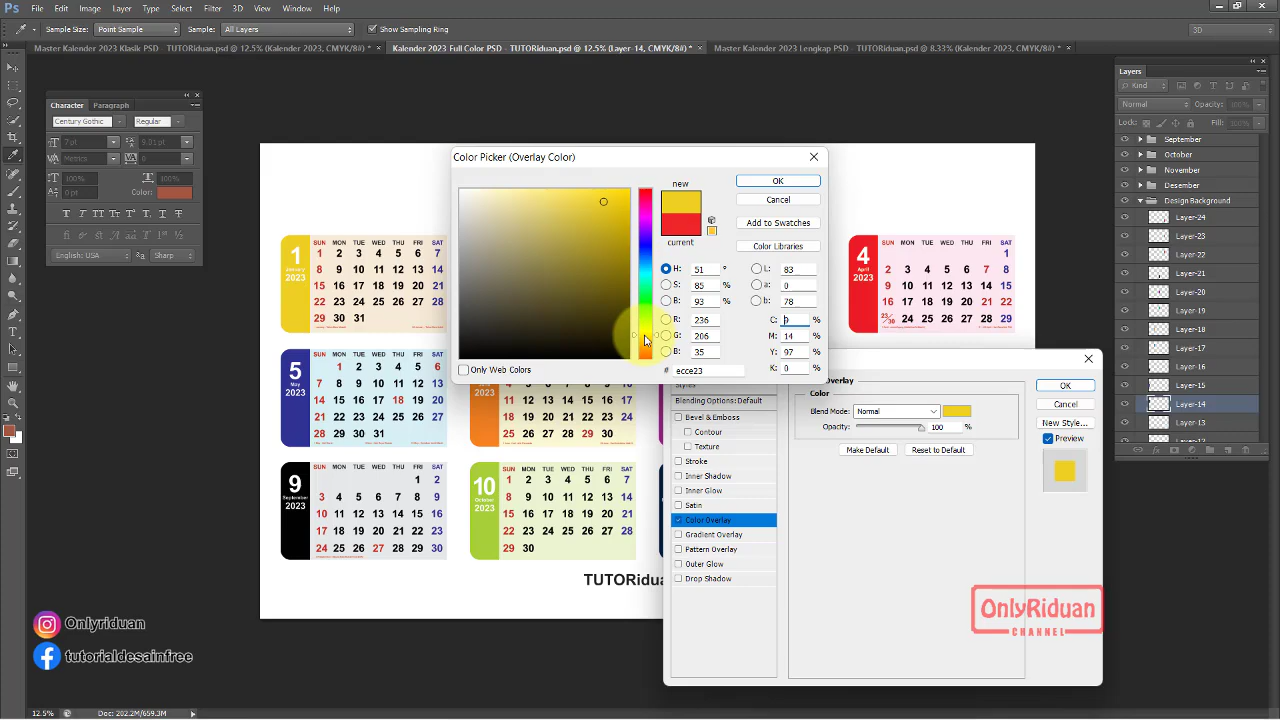 Ps File Edit Image Layer Type Select Filter 3D View Window Help
Sample Size: Point Sample Sample: All Layers Show Sampling Ring 3D
Master Kalender 2023 Klasik PSD - TUTORiduan.psd @ 12.5% (Kalender 2023, CMYK/8#) * × Kalender 2023 Full Color PSD - TUTORiduan.psd @ 12.5% (Layer-14, CMYK/8#) * × Master Kalender 2023 Lengkap PSD - TUTORiduan.psd @ 8.33% (Kalender 2023, CMYK/8#) * ×
Character Paragraph
Century Gothic Regular
7 pt 9.81 pt
Metrics 0
100% 100%
0 pt Color:
T T TT Tr T' T, T T
English: USA Sharp
Color Picker (Overlay Color)
new
current
OK
Cancel
Add to Swatches
Color Libraries
H: 51 ° L: 83
S: 85 % a: 0
B: 93 % b: 78
R: 236 C: 9 %
G: 206 M: 14 %
B: 35 Y: 97 %
# ecce23 K: 0 %
Only Web Colors
1
2023
SUN MON TUE WED THU FRI SAT
1 2 3 4 5 6 7
8 9 10 11 12 13 14
15 16 17 18 19 20 21
22 23 24 25 26 27 28
29 30 31
4
April
2023
SUN MON TUE WED THU FRI SAT
1
2 3 4 5 6 7 8
9 10 11 12 13 14 15
16 17 18 19 20 21 22
23/30 24 25 26 27 28 29
5
May
2023
SUN MON TUE WED THU FRI SAT
1 2 3 4 5 6
7 8 9 10 11 12 13
14 15 16 17 18 19 20
21 22 23 24 25 26 27
28 29 30 31
11 12 13 14 15 16 17
18 19 20 21 22 23 24
25 26 27 28 29 30
9
September
2023
SUN MON TUE WED THU FRI SAT
1 2
3 4 5 6 7 8 9
10 11 12 13 14 15 16
17 18 19 20 21 22 23
24 25 26 27 28 29 30
10
October
2023
SUN MON TUE WED THU FRI SAT
1 2 3 4 5 6 7
8 9 10 11 12 13 14
15 16 17 18 19 20 21
22 23 24 25 26 27 28
29 30
TUTORidua
Blending Options: Default
Bevel & Emboss
Contour
Texture
Stroke
Inner Shadow
Inner Glow
Satin
Color Overlay
Gradient Overlay
Pattern Overlay
Outer Glow
Drop Shadow
Overlay
Color
Blend Mode: Normal
Opacity: 100 %
Make Default Reset to Default
OK
Cancel
New Style...
Preview
Layers
Kind
Normal Opacity: 100%
Lock: Fill: 100%
September
October
November
Desember
Design Background
Layer-24
Layer-23
Layer-22
Layer-21
Layer-20
Layer-19
Layer-18
Layer-17
Layer-16
Layer-15
Layer-14
Layer-13
OnlyRiduan
CHANNEL
Onlyriduan
tutorialdesainfree
12.5% Doc: 202.2M/659.3M